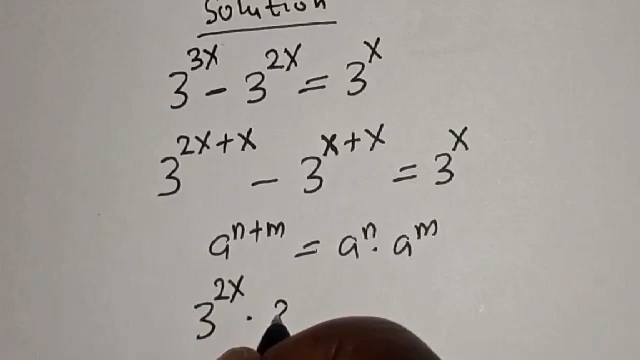 Solution
3^{3x} - 3^{2x} = 3^{x}
3^{2x+x} - 3^{x+x} = 3^{x}
a^{n+m} = a^{n} . a^{m}
3^{2x} .